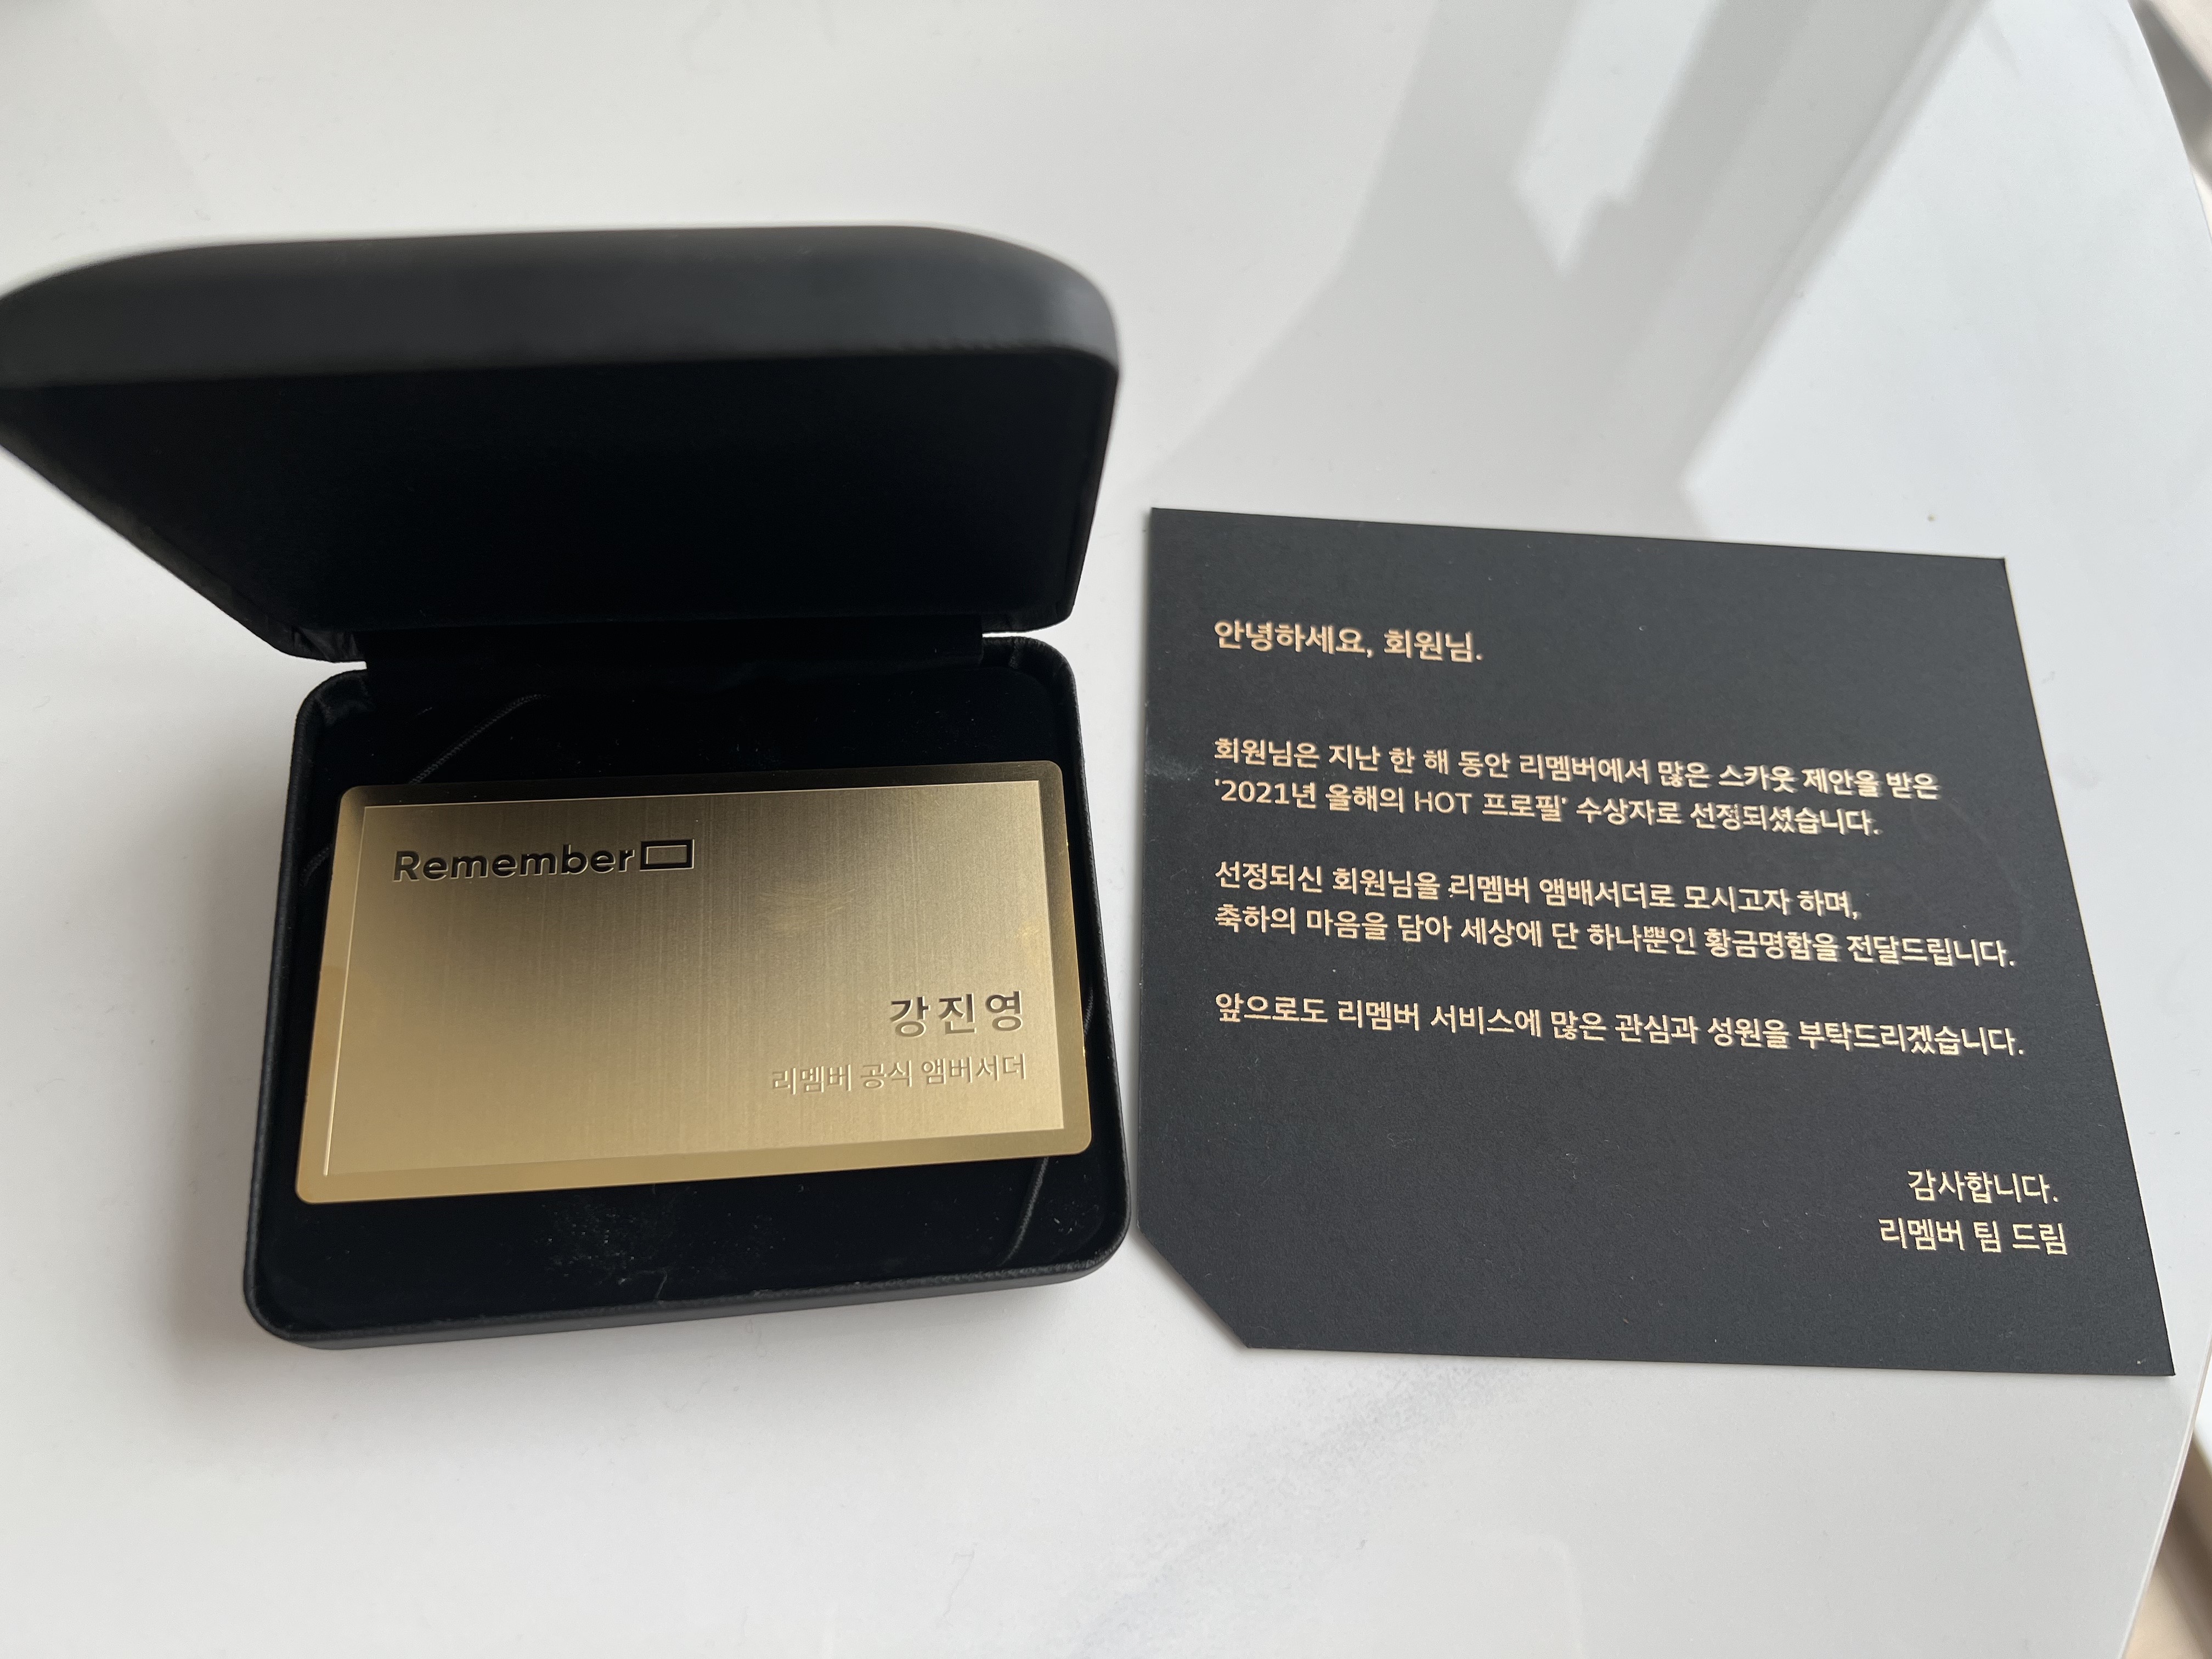 Remember
강진영
리멤버 공식 앰버서더
안녕하세요, 회원님.
회원님은 지난 한 해 동안 리멤버에서 많은 스카웃 제안을 받은
'2021년 올해의 HOT 프로필' 수상자로 선정되셨습니다.
선정되신 회원님을 리멤버 앰배서더로 모시고자 하며,
축하의 마음을 담아 세상에 단 하나뿐인 황금명함을 전달드립니다.
앞으로도 리멤버 서비스에 많은 관심과 성원을 부탁드리겠습니다.
감사합니다.
리멤버 팀 드림